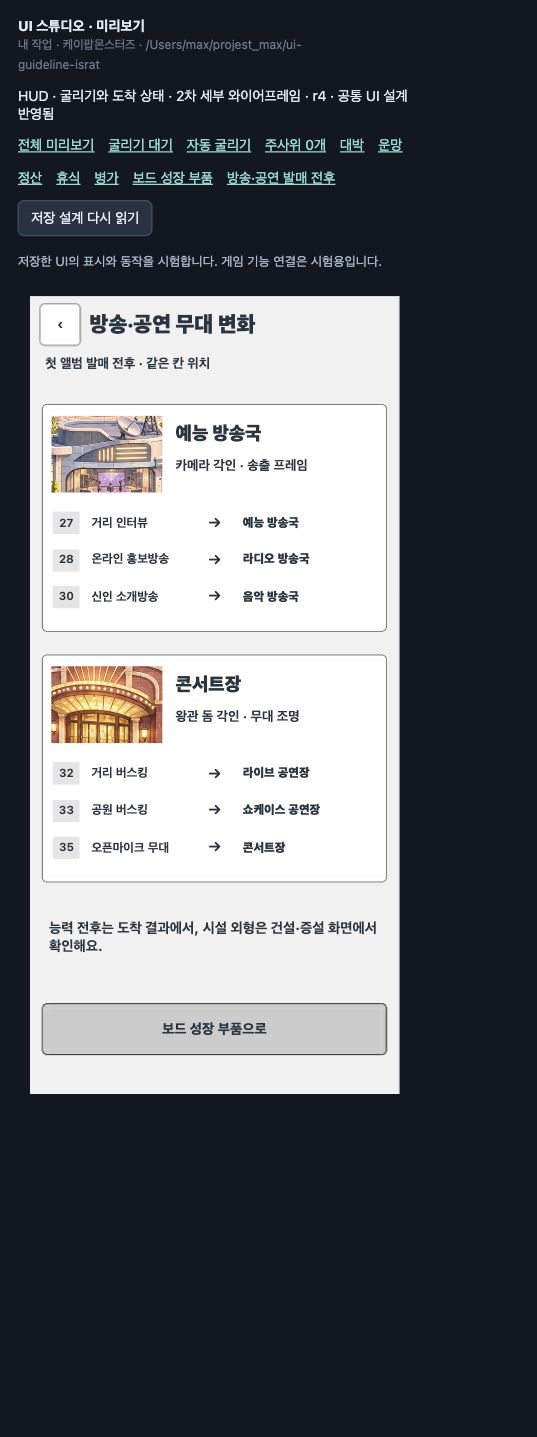 UI 스튜디오 · 미리보기
내 작업 · 케이팝몬스터즈 · /Users/max/projest_max/ui-
guideline-israt
HUD · 굴리기와 도착 상태 · 2차 세부 와이어프레임 · r4 · 공통 UI 설계
반영됨
전체 미리보기 굴리기 대기 자동 굴리기 주사위 0개 대박 운망
정산 휴식 병가 보드 성장 부품 방송·공연 발매 전후
저장 설계 다시 읽기
저장한 UI의 표시와 동작을 시험합니다. 게임 기능 연결은 시험용입니다.
‹ 방송·공연 무대 변화
첫 앨범 발매 전후 · 같은 칸 위치
예능 방송국
카메라 각인 · 송출 프레임
27 거리 인터뷰 → 예능 방송국
28 온라인 홍보방송 → 라디오 방송국
30 신인 소개방송 → 음악 방송국
콘서트장
왕관 돔 각인 · 무대 조명
32 거리 버스킹 → 라이브 공연장
33 공원 버스킹 → 쇼케이스 공연장
35 오픈마이크 무대 → 콘서트장
능력 전후는 도착 결과에서, 시설 외형은 건설·증설 화면에서
확인해요.
보드 성장 부품으로